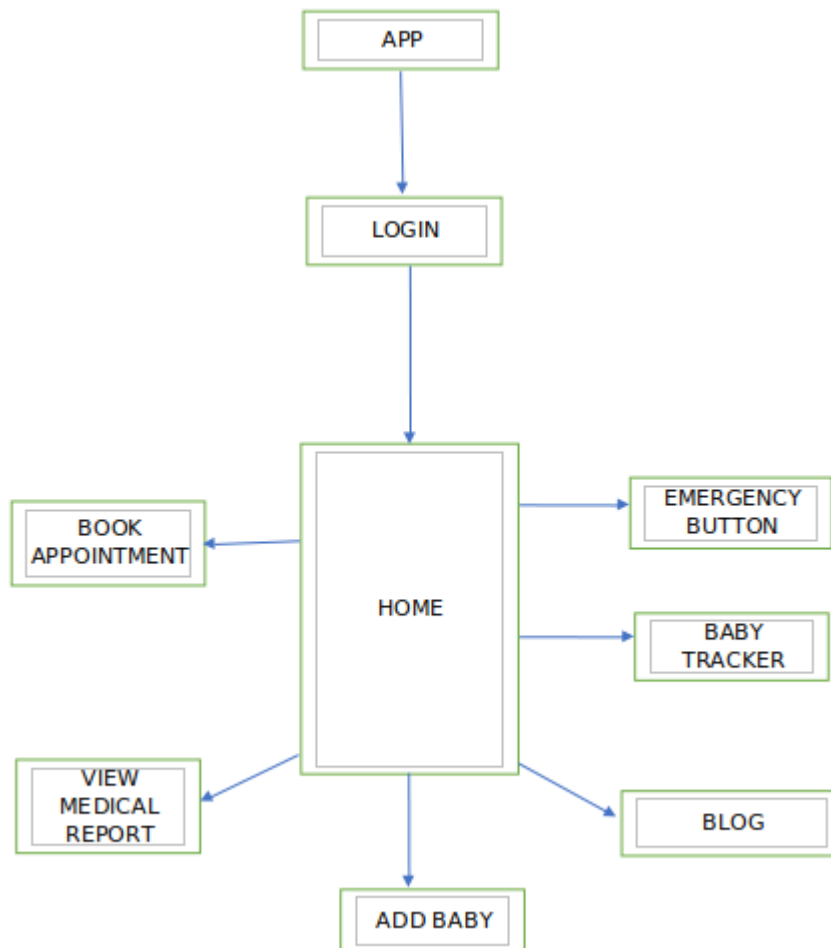 APP
LOGIN
BOOK
APPOINTMENT
HOME
EMERGENCY
BUTTON
BABY
TRACKER
VIEW
MEDICAL
REPORT
BLOG
ADD BABY